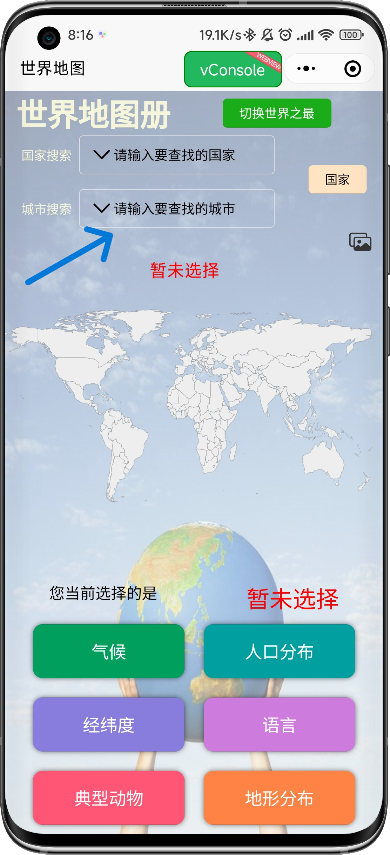 8:16
19.1K/s
100
世界地图
vConsole
WEBVIEW
世界地图册
切换世界之最
国家搜索
请输入要查找的国家
国家
城市搜索
请输入要查找的城市
暂未选择
您当前选择的是
暂未选择
气候
人口分布
经纬度
语言
典型动物
地形分布